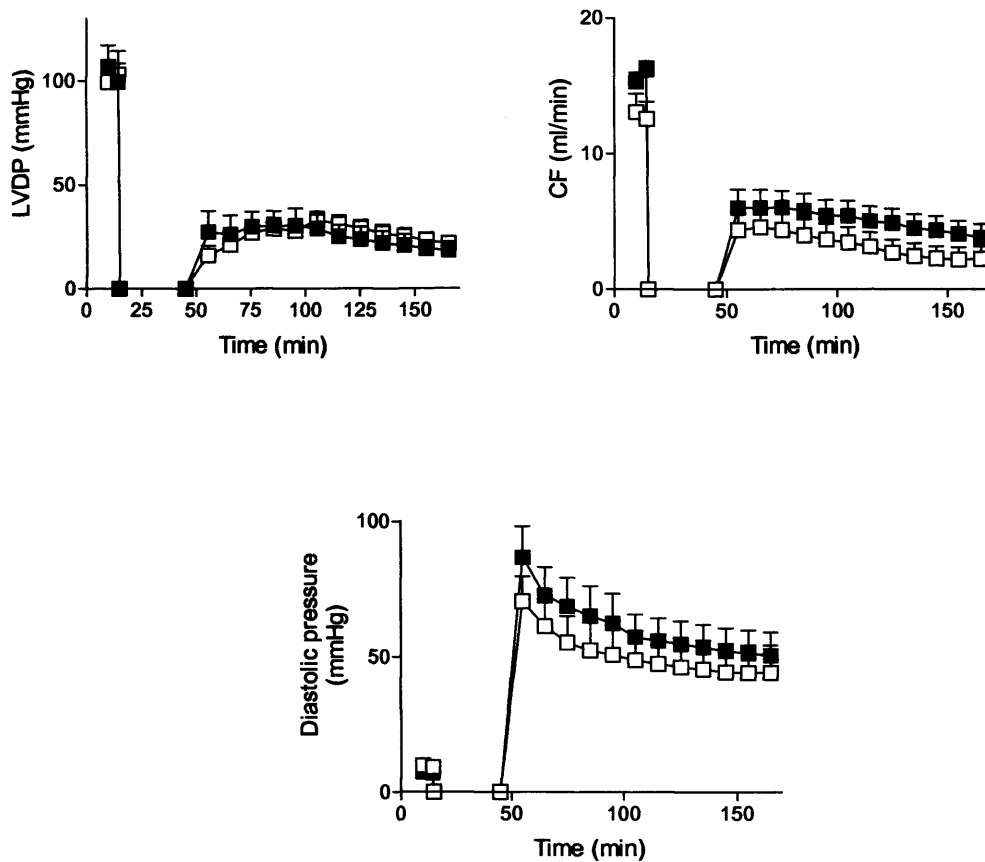 LVDP (mmHg)
100
50
0
0 25 50 75 100 125 150
Time (min)
CF (ml/min)
20
10
0
0 50 100 150
Time (min)
Diastolic pressure
(mmHg)
100
50
0
0 50 100 150
Time (min)